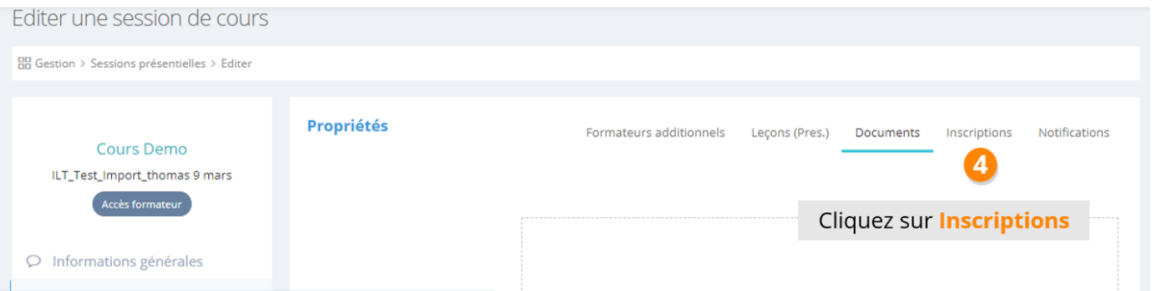 Editer une session de cours
Gestion > Sessions présentielles > Editer
Propriétés
Formateurs additionnels Leçons (Pres.) Documents Inscriptions Notifications
Cours Demo
ILT_Test_Import_thomas 9 mars
Accès formateur
4
Cliquez sur Inscriptions
Informations générales